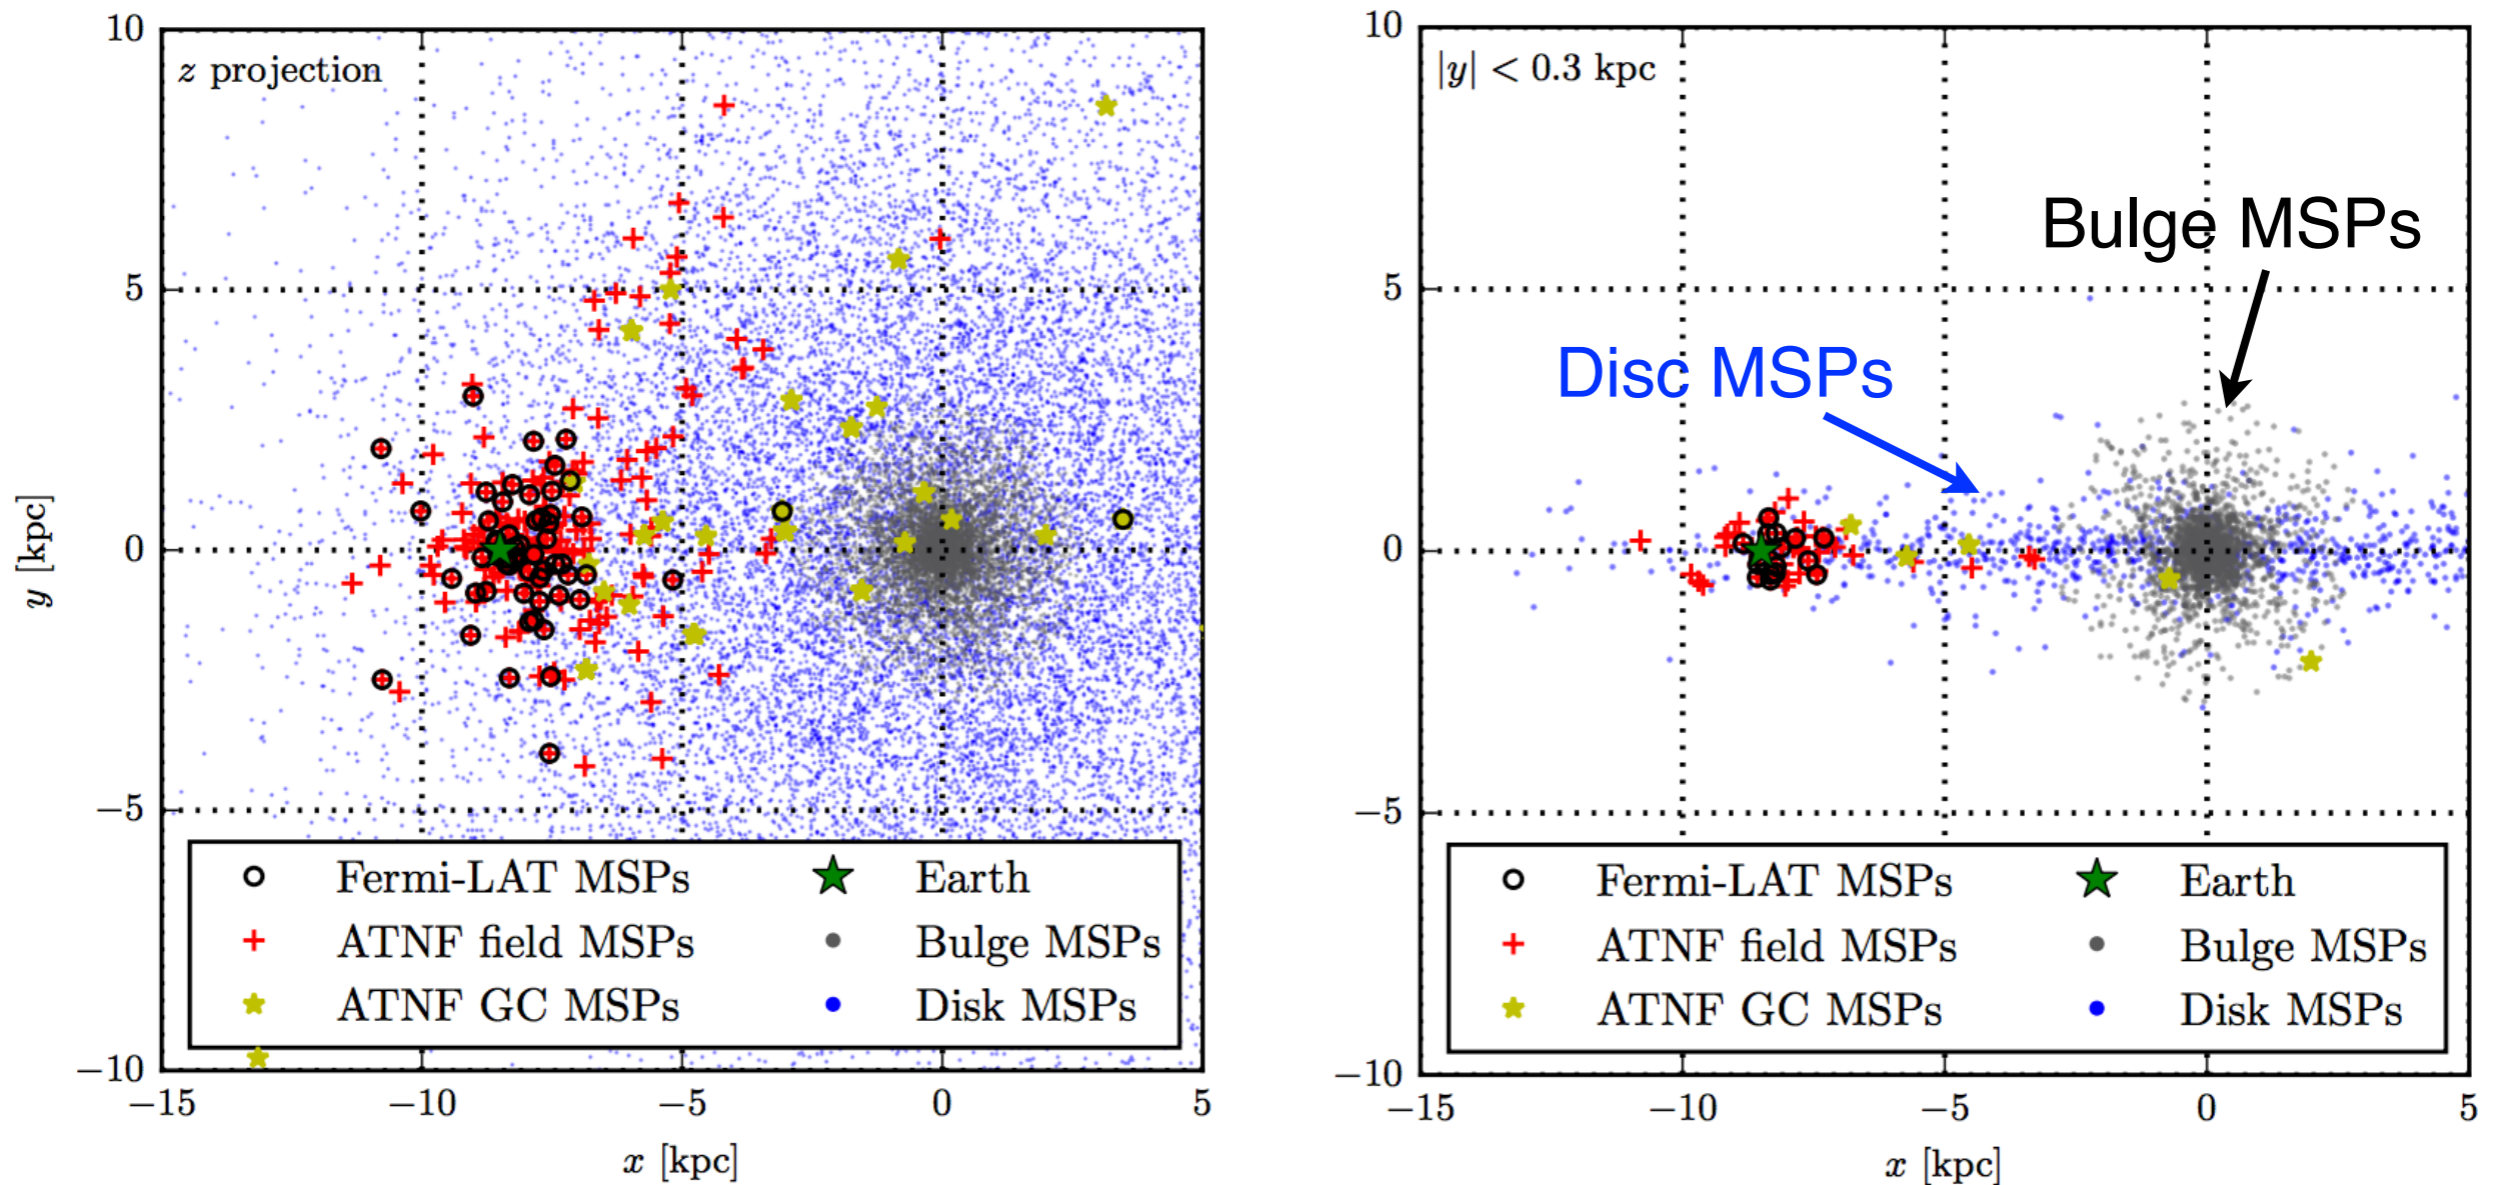 10
5
0
−5
−10
y [kpc]
z projection
Fermi-LAT MSPs
ATNF field MSPs
ATNF GC MSPs
Earth
Bulge MSPs
Disk MSPs
−15
−10
−5
0
5
x [kpc]
10
5
0
−5
−10
|y| < 0.3 kpc
Bulge MSPs
Disc MSPs
Fermi-LAT MSPs
ATNF field MSPs
ATNF GC MSPs
Earth
Bulge MSPs
Disk MSPs
−15
−10
−5
0
5
x [kpc]